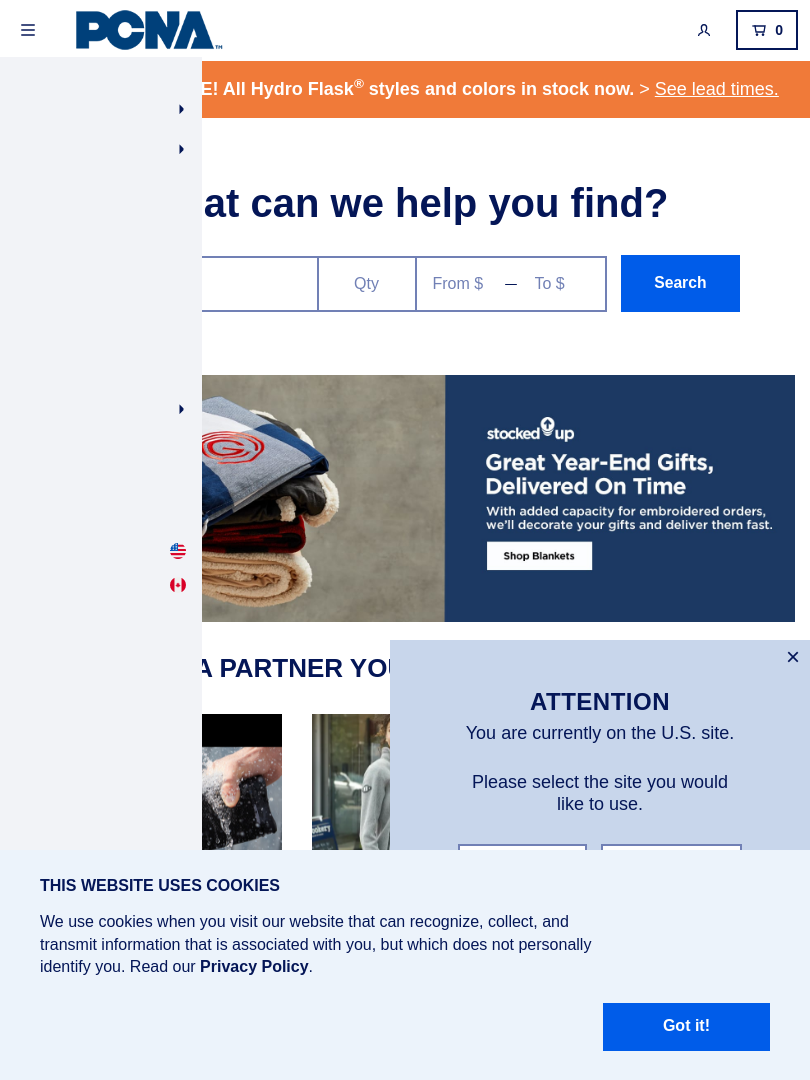 PCNA™
0
E! All Hydro Flask® styles and colors in stock now. > See lead times.
at can we help you find?
Qty
From $ — To $
Search
stocked up
Great Year-End Gifts,
Delivered On Time
With added capacity for embroidered orders,
we'll decorate your gifts and deliver them fast.
Shop Blankets
A PARTNER YOU
ATTENTION
You are currently on the U.S. site.
Please select the site you would
like to use.
THIS WEBSITE USES COOKIES
We use cookies when you visit our website that can recognize, collect, and
transmit information that is associated with you, but which does not personally
identify you. Read our Privacy Policy.
Got it!